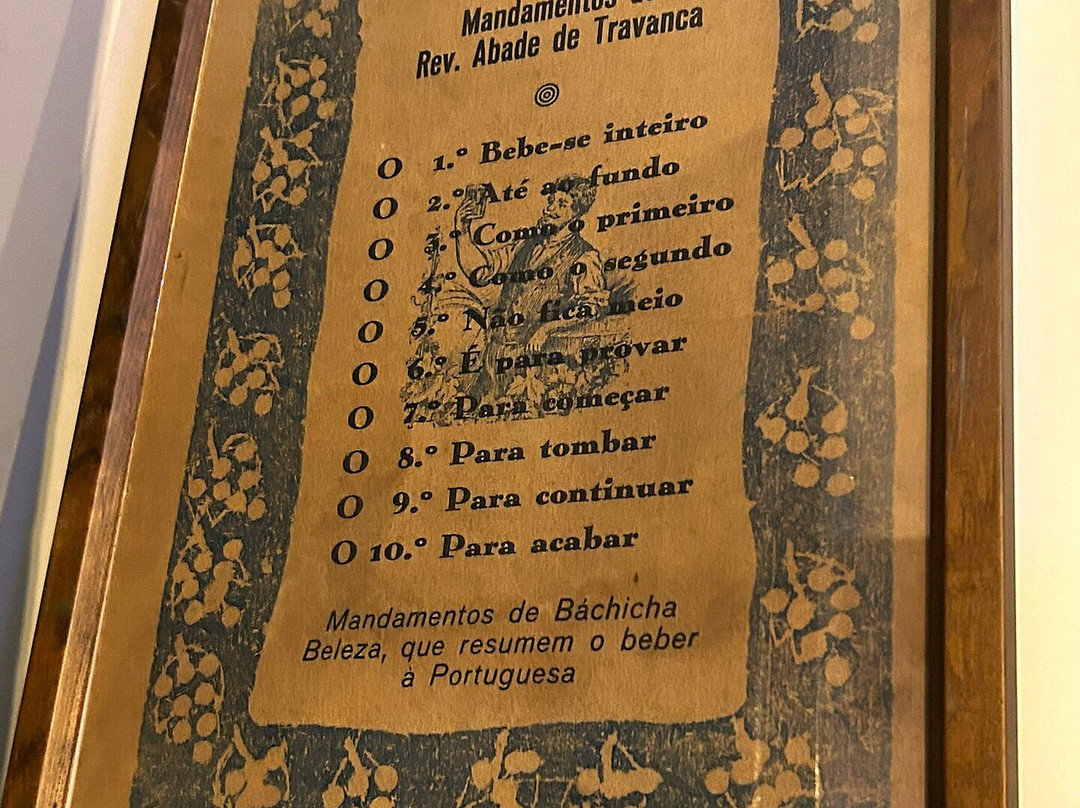 Mandamentos do
Rev. Abade de Travanca
O 1.º Bebe-se inteiro
O 2.º Até ao fundo
O 3.º Como o primeiro
O 4.º Como o segundo
O 5.º Não fica meio
O 6.º É para provar
O 7.º Para começar
O 8.º Para tombar
O 9.º Para continuar
O 10.º Para acabar
Mandamentos de Báchicha
Beleza, que resumem o beber
à Portuguesa